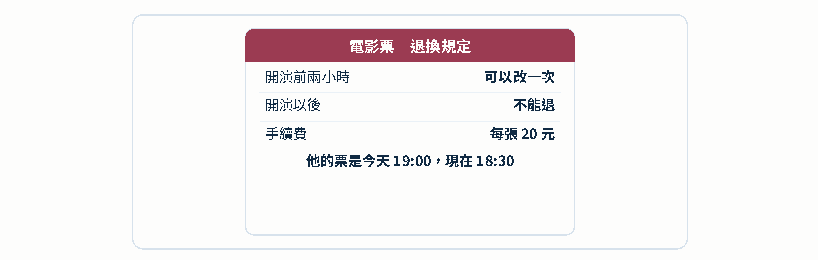 電影票　退換規定
開演前兩小時 可以改一次
開演以後 不能退
手續費 每張 20 元
他的票是今天 19:00，現在 18:30